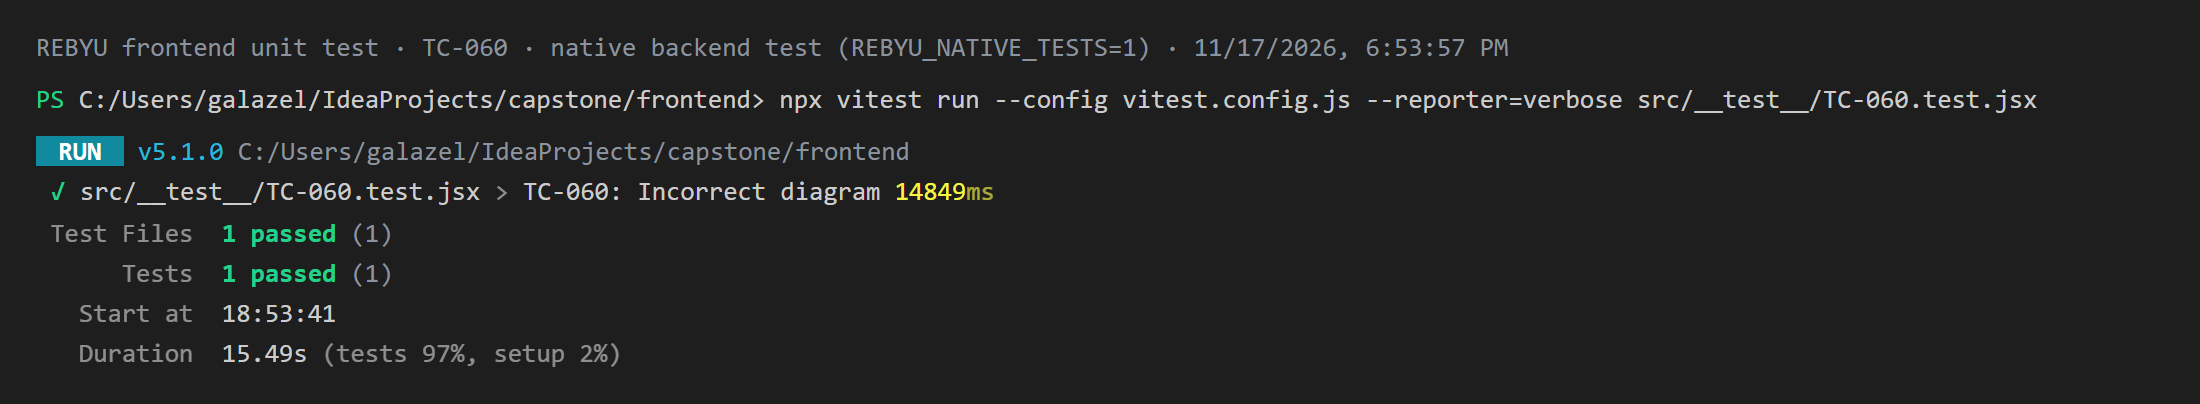 REBYU frontend unit test · TC-060 · native backend test (REBYU_NATIVE_TESTS=1) · 11/17/2026, 6:53:57 PM
PS C:/Users/galazel/IdeaProjects/capstone/frontend> npx vitest run --config vitest.config.js --reporter=verbose src/__test__/TC-060.test.jsx
RUN v5.1.0 C:/Users/galazel/IdeaProjects/capstone/frontend
√ src/__test__/TC-060.test.jsx > TC-060: Incorrect diagram 14849ms
Test Files 1 passed (1)
Tests 1 passed (1)
Start at 18:53:41
Duration 15.49s (tests 97%, setup 2%)